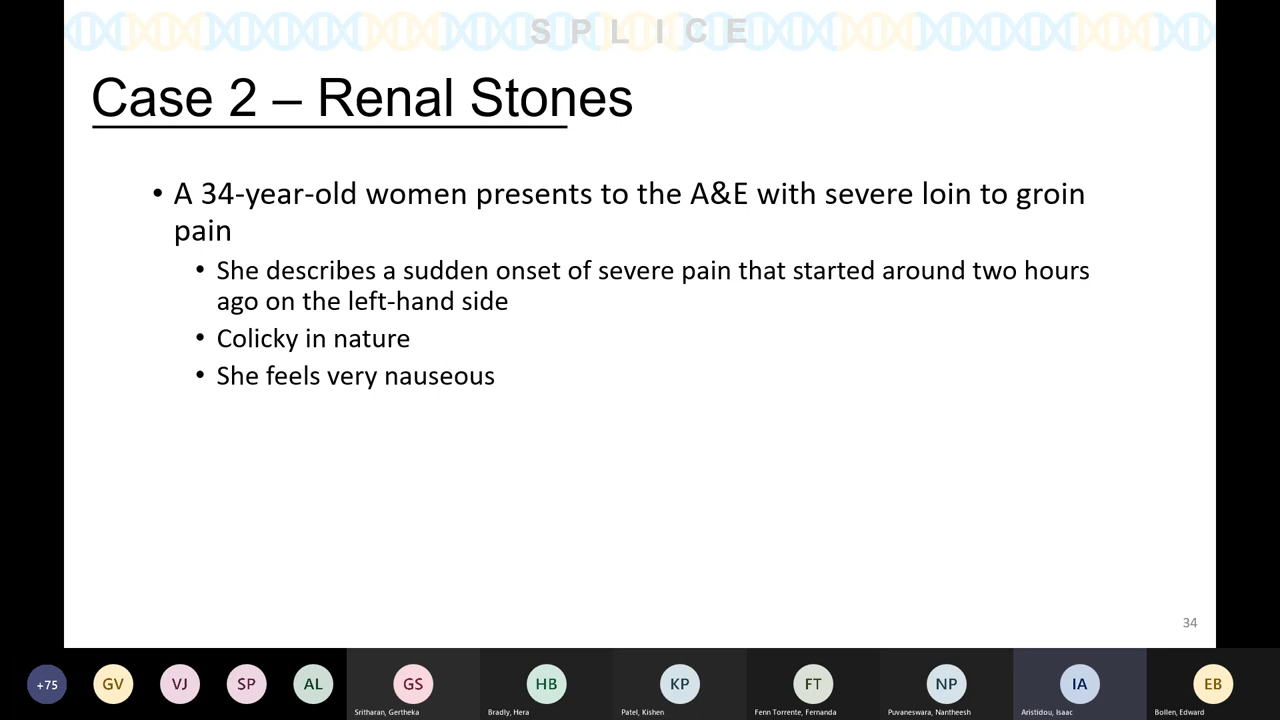 S P L I C E
Case 2 – Renal Stones
• A 34-year-old women presents to the A&E with severe loin to groin
pain
• She describes a sudden onset of severe pain that started around two hours
ago on the left-hand side
• Colicky in nature
• She feels very nauseous
34
+75
GV
VJ
SP
AL
GS
Sritharan, Gertheka
HB
Bradly, Hera
KP
Patel, Kishen
FT
Fenn Torrente, Fernanda
NP
Puvaneswara, Nantheesh
IA
Aristidou, Isaac
EB
Bollen, Edward